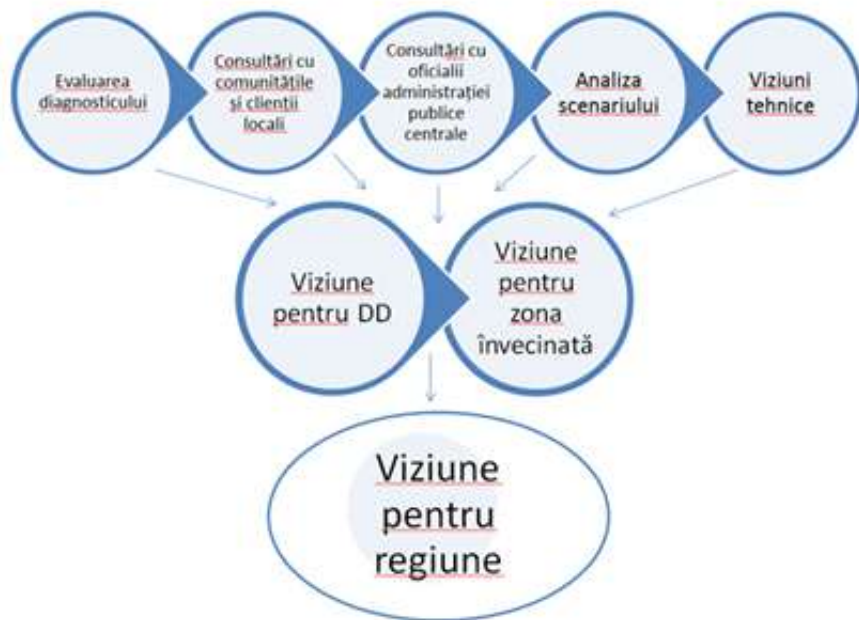 Evaluarea
diagnosticului
Consultări cu
comunitățile
și clienții
locali
Consultări cu
oficialii
administrației
publice
centrale
Analiza
scenariului
Viziuni
tehnice
Viziune
pentru DD
Viziune
pentru
zona
învecinată
Viziune
pentru
regiune